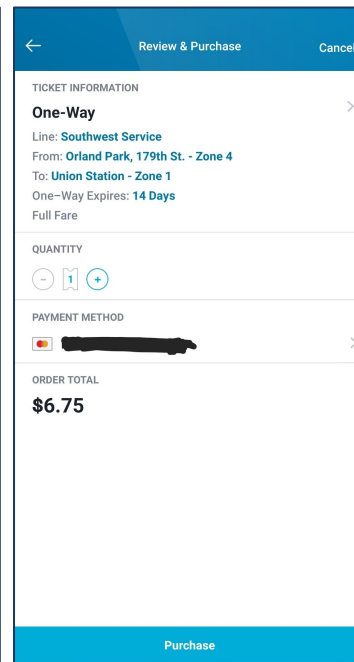 Review & Purchase
Cancel
TICKET INFORMATION
One-Way
Line: Southwest Service
From: Orland Park, 179th St. - Zone 4
To: Union Station - Zone 1
One-Way Expires: 14 Days
Full Fare
QUANTITY
1
PAYMENT METHOD
ORDER TOTAL
$6.75
Purchase